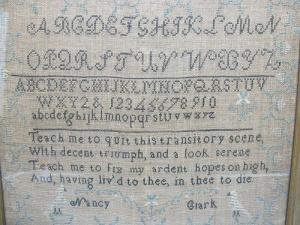 ABCDEFGHIKLMN
OPQRSTUVWXYZ
ABCDEFGHIJKLMNOPQRSTUV
WXYZ & 12345678910
abcdefghijklmnopqrstuvwxyz
Teach me to quit this transitory scene,
With decent triumph, and a look serene
Teach me to fix my ardent hopes on high,
And, having liv'd to thee, in thee to die
Nancy Clark